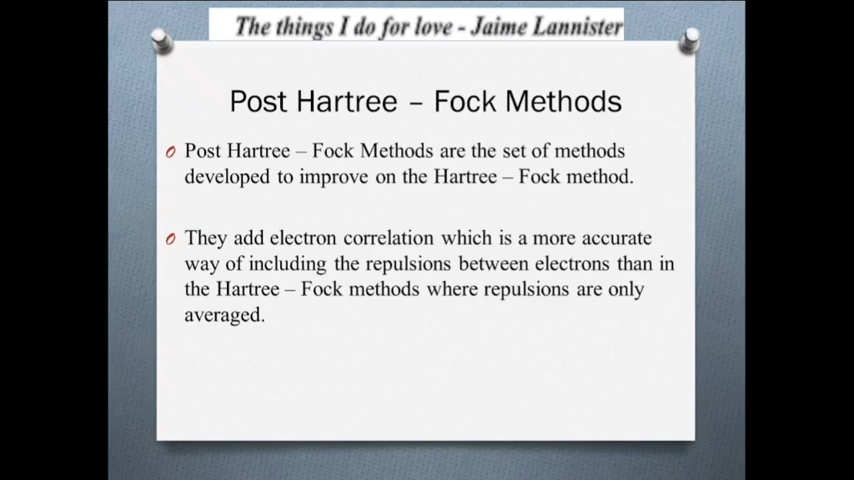 The things I do for love - Jaime Lannister
Post Hartree – Fock Methods
Post Hartree – Fock Methods are the set of methods
developed to improve on the Hartree – Fock method.
They add electron correlation which is a more accurate
way of including the repulsions between electrons than in
the Hartree – Fock methods where repulsions are only
averaged.